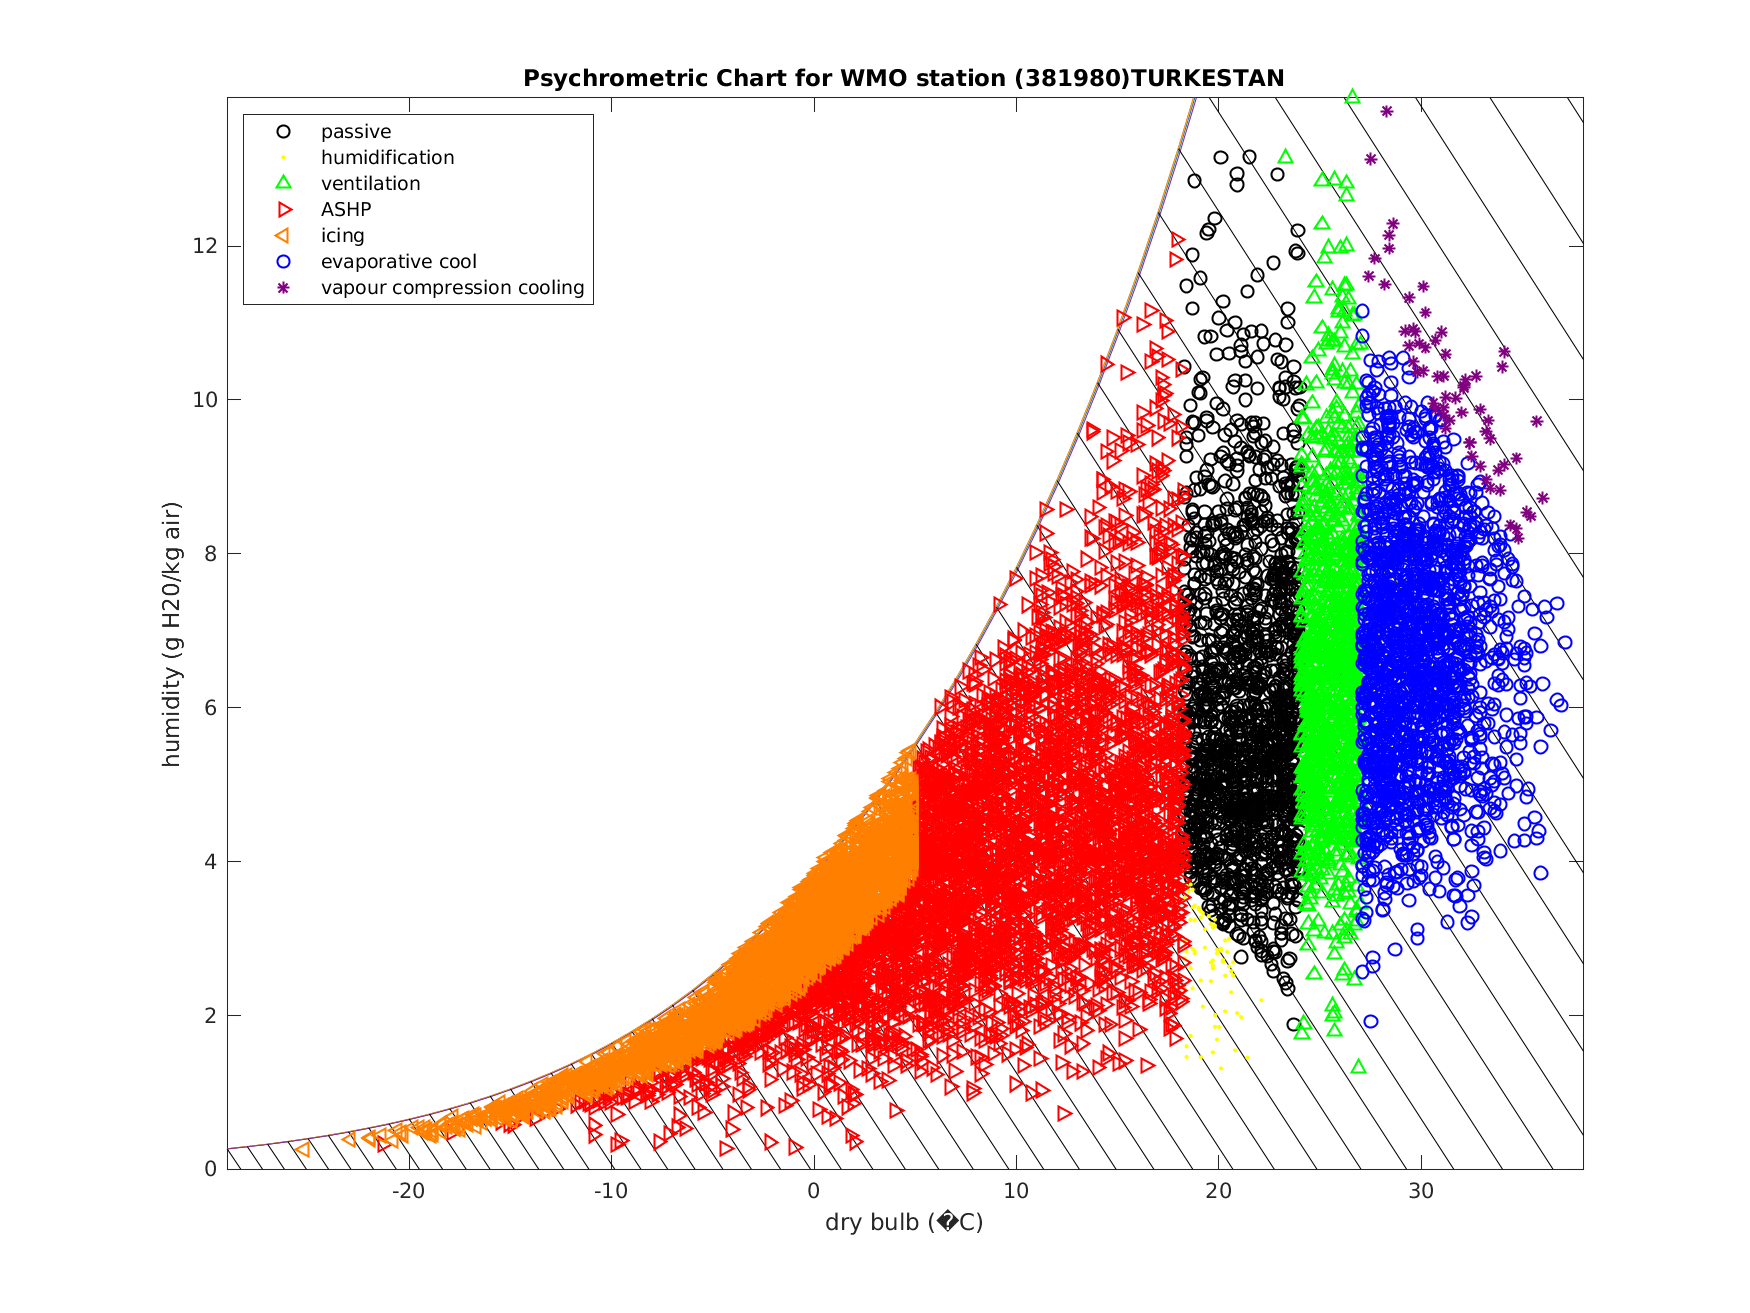 Psychrometric Chart for WMO station (381980)TURKESTAN
passive
humidification
ventilation
ASHP
icing
evaporative cool
vapour compression cooling
humidity (g H20/kg air)
12
10
8
6
4
2
0
-20 -10 0 10 20 30
dry bulb (�C)